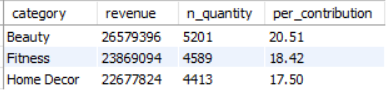 category revenue n_quantity per_contribution
Beauty 26579396 5201 20.51
Fitness 23869094 4589 18.42
Home Decor 22677824 4413 17.50